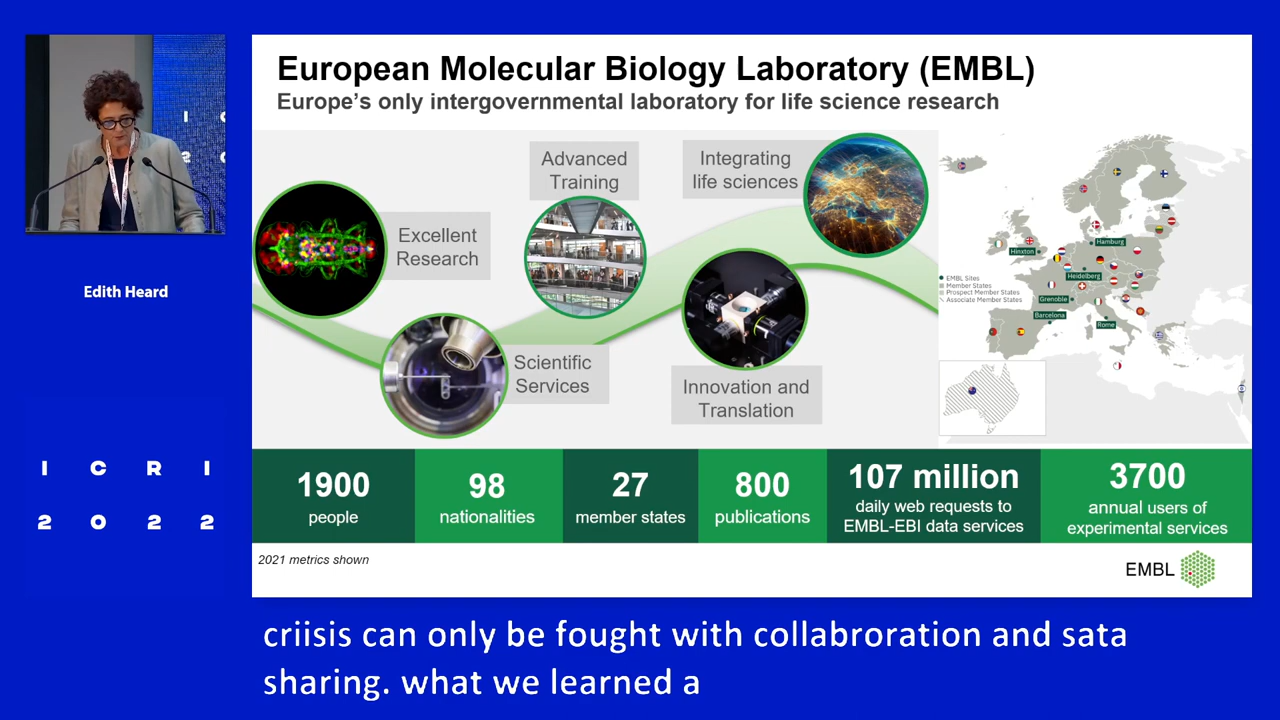 European Molecular Biology Laboratory (EMBL)
Europe's only intergovernmental laboratory for life science research
Advanced
Training
Integrating
life sciences
Excellent
Research
Scientific
Services
Innovation and
Translation
Hamburg
Hinxton
Heidelberg
Grenoble
Barcelona
Rome
EMBL Sites
Member States
Prospect Member States
Associate Member States
1900
people
98
nationalities
27
member states
800
publications
107 million
daily web requests to
EMBL-EBI data services
3700
annual users of
experimental services
2021 metrics shown
EMBL
Edith Heard
I C R I
2 0 2 2
criisis can only be fought with collabroration and sata
sharing. what we learned a